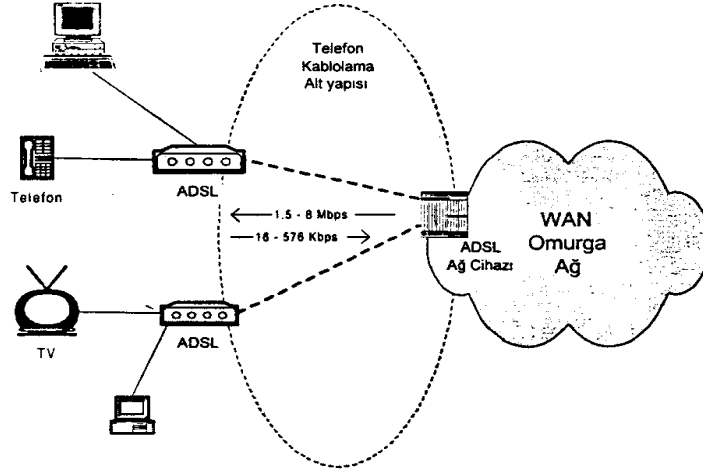 Telefon
Kablolama
Alt yapısı
Telefon
ADSL
1.5 - 8 Mbps
16 - 576 Kbps
ADSL
Ağ Cihazı
WAN
Omurga
Ağ
TV
ADSL